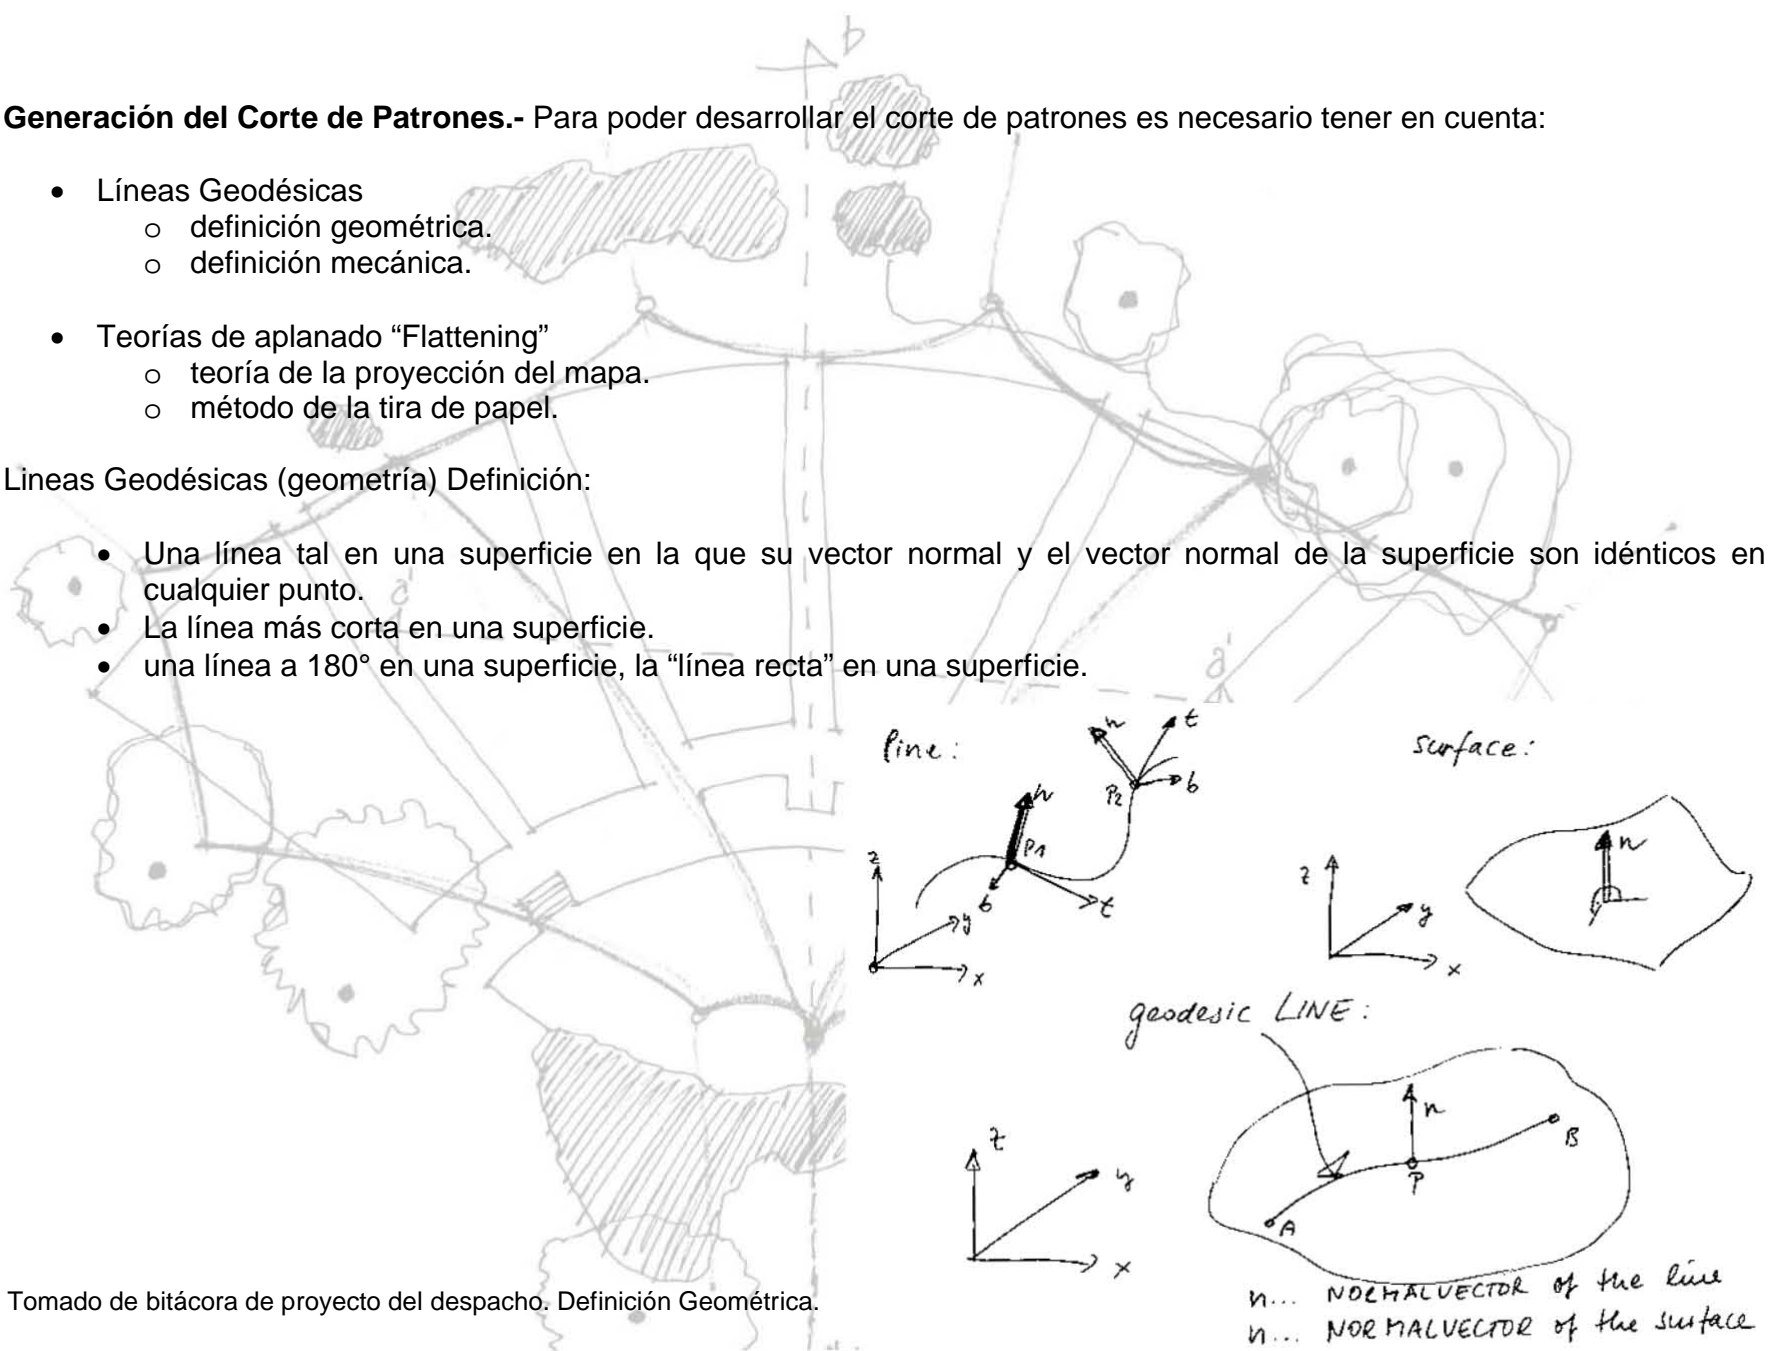 b
Generación del Corte de Patrones.- Para poder desarrollar el corte de patrones es necesario tener en cuenta:
• Líneas Geodésicas
o definición geométrica.
o definición mecánica.
• Teorías de aplanado “Flattening”
o teoría de la proyección del mapa.
o método de la tira de papel.
Lineas Geodésicas (geometría) Definición:
• Una línea tal en una superficie en la que su vector normal y el vector normal de la superficie son idénticos en
cualquier punto.
• La línea más corta en una superficie.
• una línea a 180° en una superficie, la “línea recta” en una superficie.
a' a'
line: n t P2 b
n P1 b t
z y x
surface:
n
z y x
geodesic LINE:
n P A B
z y x
n... NORMALVECTOR of the line
n... NORMALVECTOR of the surface
Tomado de bitácora de proyecto del despacho. Definición Geométrica.